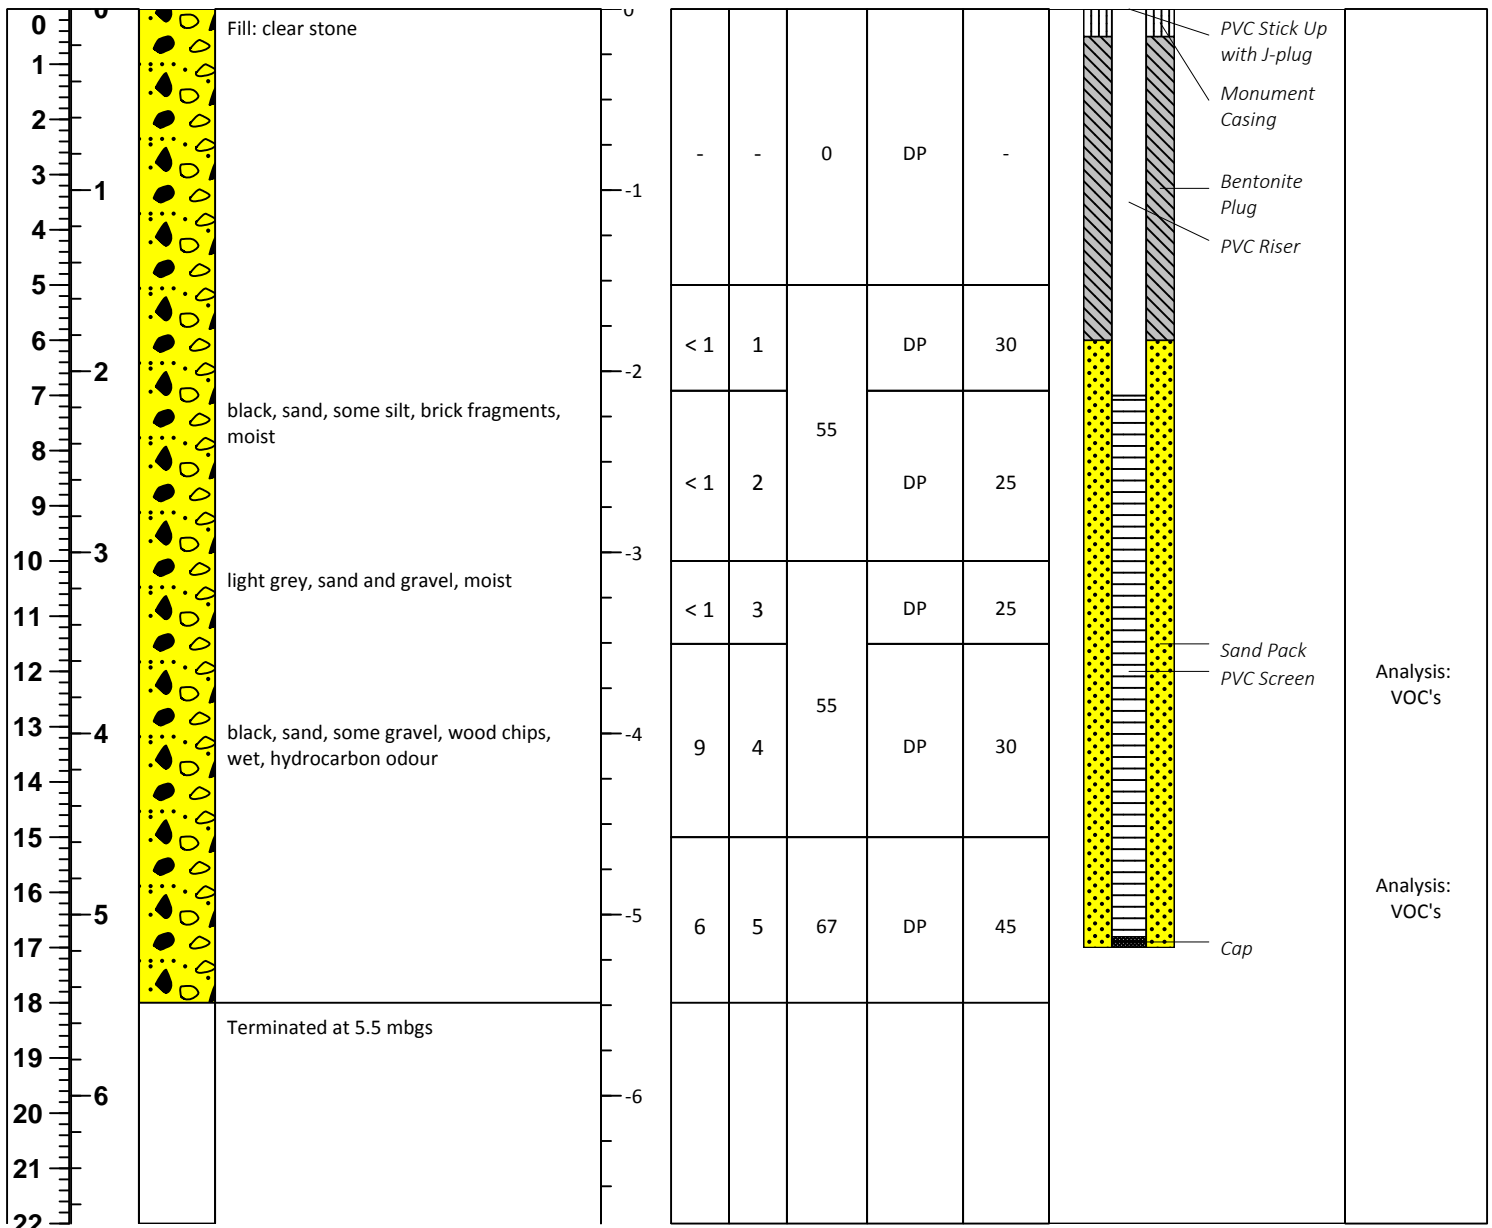 0
0
0
Fill: clear stone
PVC Stick Up
with J-plug
1
Monument
Casing
2
- - 0 DP -
3
1
-1
Bentonite
Plug
4
PVC Riser
5
6
< 1 1 DP 30
2
-2
7
black, sand, some silt, brick fragments,
moist
55
8
< 1 2 DP 25
9
3
-3
10
light grey, sand and gravel, moist
11
< 1 3 DP 25
Sand Pack
12
PVC Screen
Analysis:
VOC's
55
13
4
-4
black, sand, some gravel, wood chips,
wet, hydrocarbon odour
9 4 DP 30
14
15
16
Analysis:
VOC's
5
-5
6 5 67 DP 45
17
Cap
18
Terminated at 5.5 mbgs
19
6
-6
20
21
22